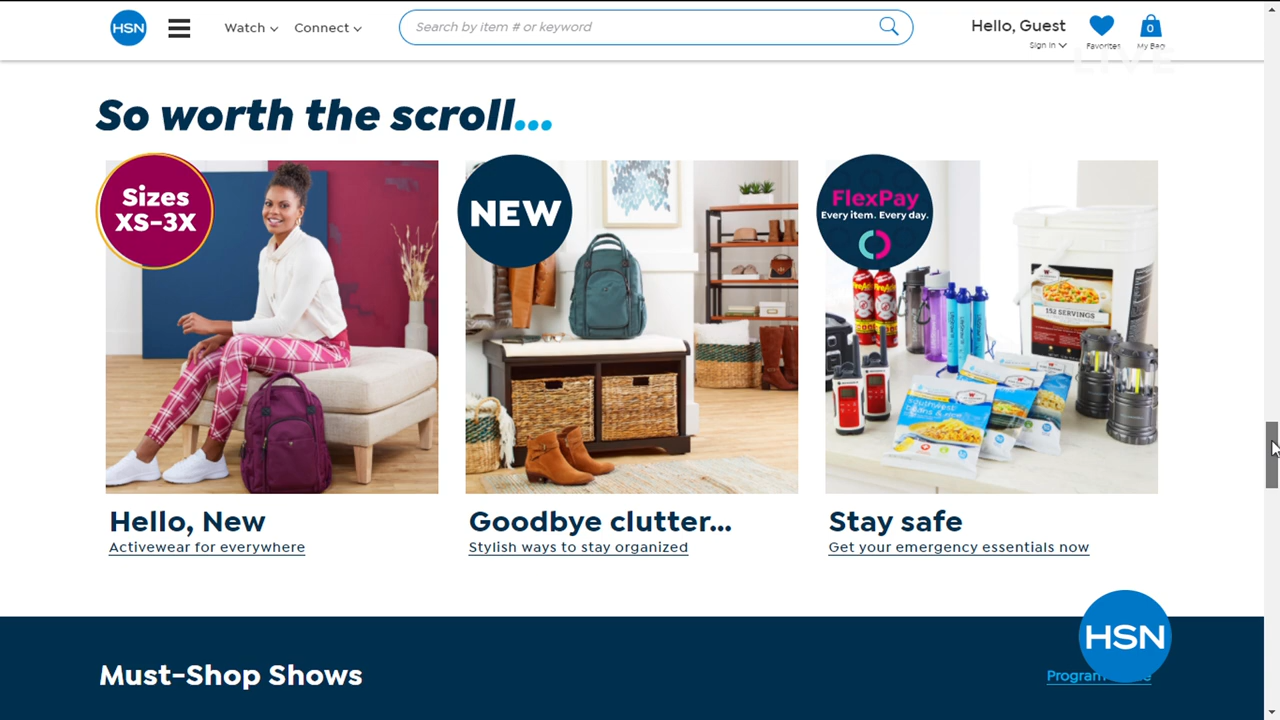 HSN
Watch
Connect
Search by item # or keyword
Hello, Guest
Sign In
Favorites
0
My Bag
LIVE
So worth the scroll...
Sizes
XS-3X
NEW
FlexPay
Every item. Every day.
152 SERVINGS
Hello, New
Activewear for everywhere
Goodbye clutter...
Stylish ways to stay organized
Stay safe
Get your emergency essentials now
Must-Shop Shows
HSN